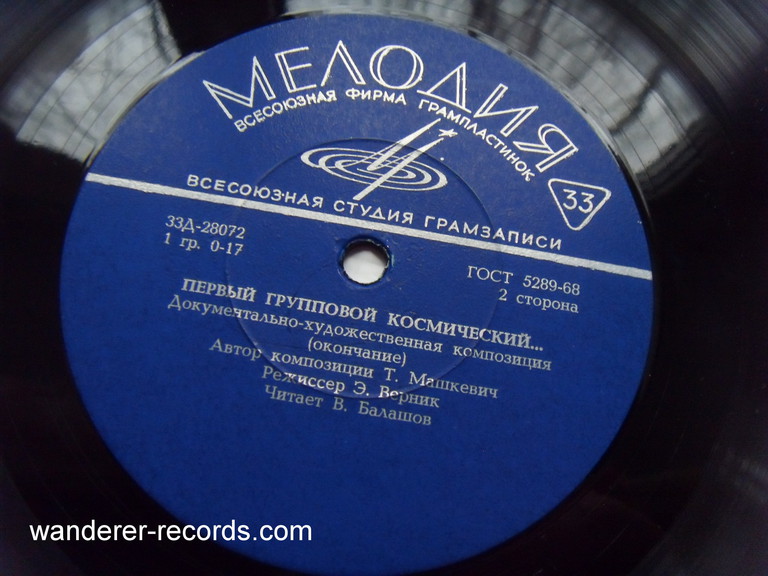 МЕЛОДИЯ
ВСЕСОЮЗНАЯ ФИРМА ГРАМПЛАСТИНОК
33
ВСЕСОЮЗНАЯ СТУДИЯ ГРАМЗАПИСИ
33Д-28072
1 гр. 0-17
ГОСТ 5289-68
2 сторона
ПЕРВЫЙ ГРУППОВОЙ КОСМИЧЕСКИЙ...
Документально-художественная композиция
(окончание)
Автор композиции Т. Машкевич
Режиссер Э. Верник
Читает В. Балашов
wanderer-records.com